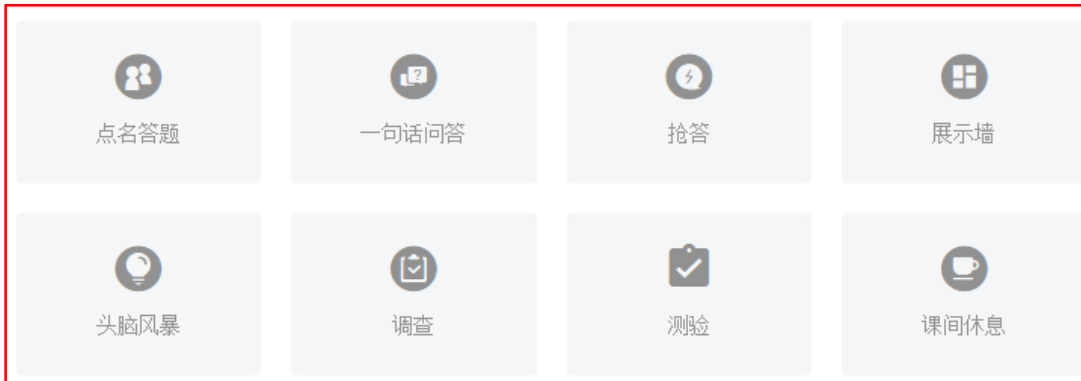 点名答题
一句话问答
抢答
展示墙
头脑风暴
调查
测验
课间休息